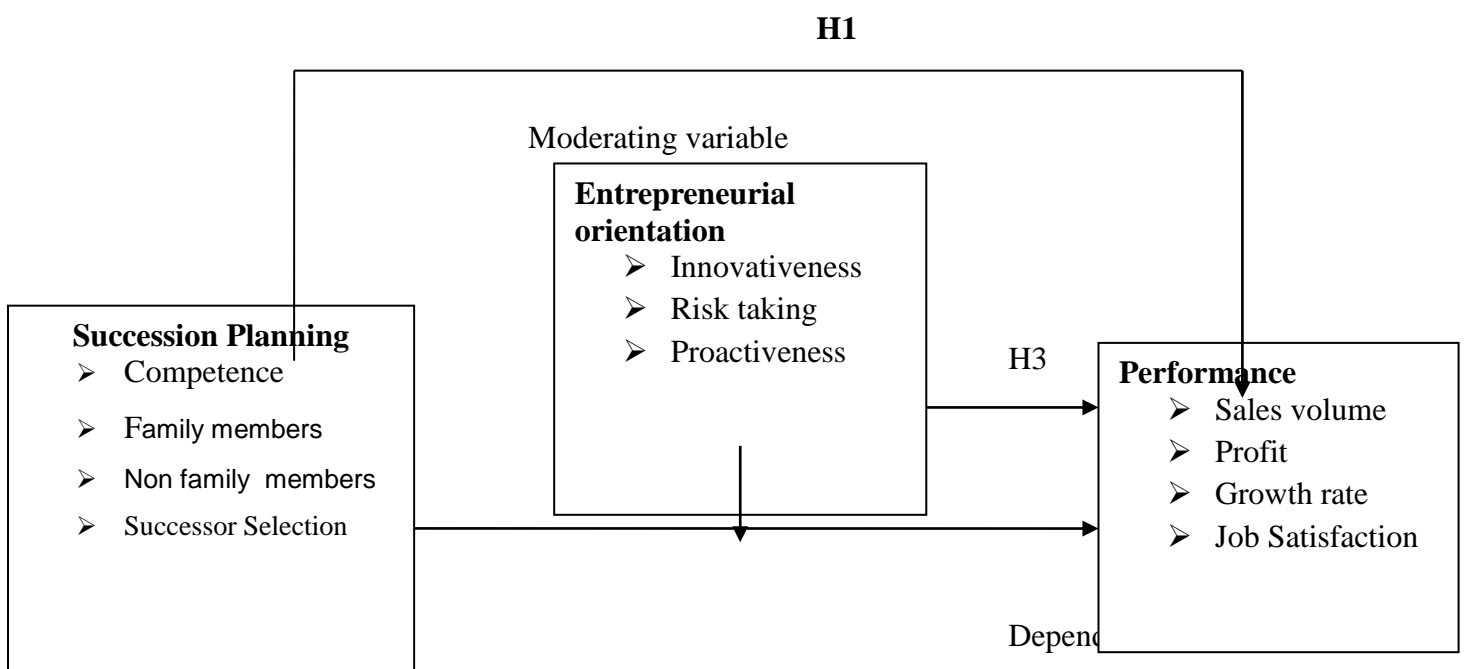 H1
Moderating variable
Entrepreneurial
orientation
➢ Innovativeness
➢ Risk taking
➢ Proactiveness
Succession Planning
➢ Competence
➢ Family members
➢ Non family members
➢ Successor Selection
H3
Performance
➢ Sales volume
➢ Profit
➢ Growth rate
➢ Job Satisfaction